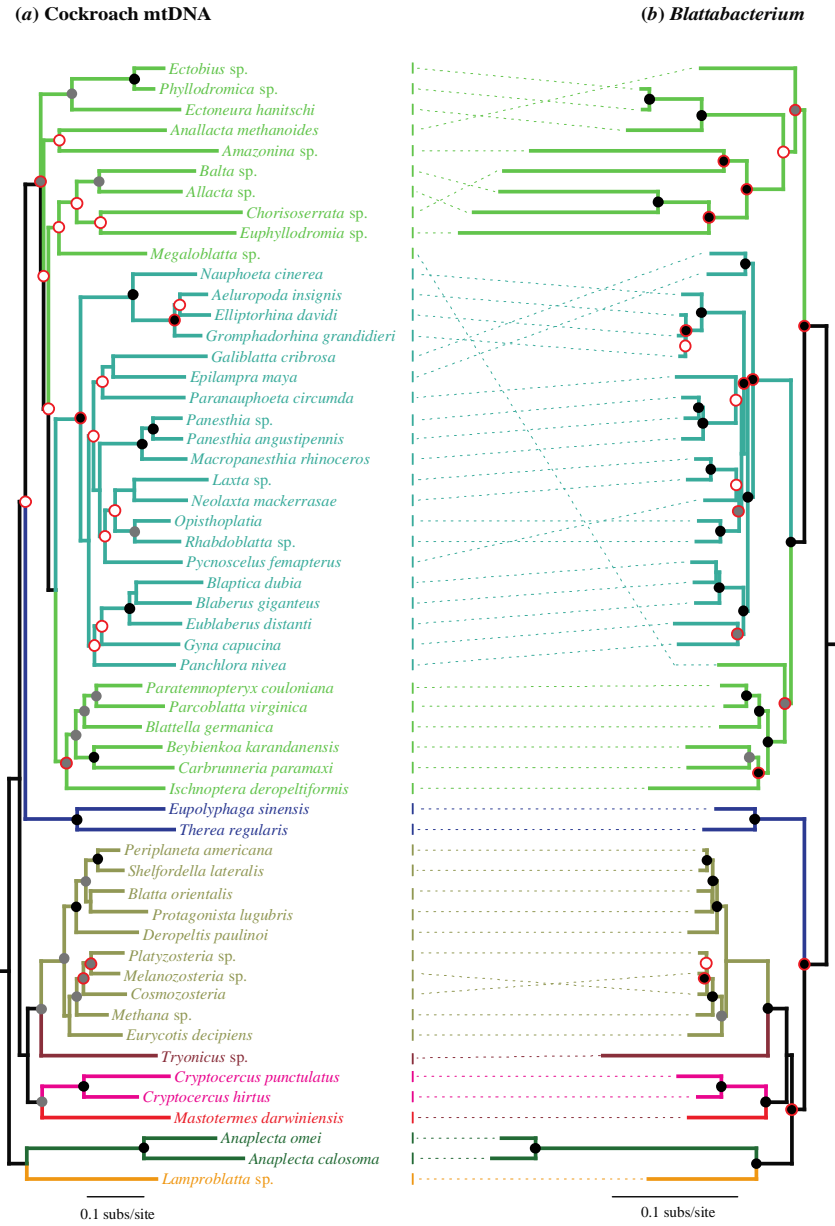 (a) Cockroach mtDNA
(b) Blattabacterium
Ectobius sp.
Phyllodromica sp.
Ectoneura hanitschi
Anallacta methanoides
Amazonina sp.
Balta sp.
Allacta sp.
Chorisoserrata sp.
Euphyllodromia sp.
Megaloblatta sp.
Nauphoeta cinerea
Aeluropoda insignis
Elliptorhina davidi
Gromphadorhina grandidieri
Galiblatta cribrosa
Epilampra maya
Paranauphoeta circumda
Panesthia sp.
Panesthia angustipennis
Macropanesthia rhinoceros
Laxta sp.
Neolaxta mackerrasae
Opisthoplatia
Rhabdoblatta sp.
Pycnoscelus femapterus
Blaptica dubia
Blaberus giganteus
Eublaberus distanti
Gyna capucina
Panchlora nivea
Paratemnopteryx couloniana
Parcoblatta virginica
Blattella germanica
Beybienkoa karandanensis
Carbrunneria paramaxi
Ischnoptera deropeltiformis
Eupolyphaga sinensis
Therea regularis
Periplaneta americana
Shelfordella lateralis
Blatta orientalis
Protagonista lugubris
Deropeltis paulinoi
Platyzosteria sp.
Melanozosteria sp.
Cosmozosteria
Methana sp.
Eurycotis decipiens
Tryonicus sp.
Cryptocercus punctulatus
Cryptocercus hirtus
Mastotermes darwiniensis
Anaplecta omei
Anaplecta calosoma
Lamproblatta sp.
0.1 subs/site
0.1 subs/site